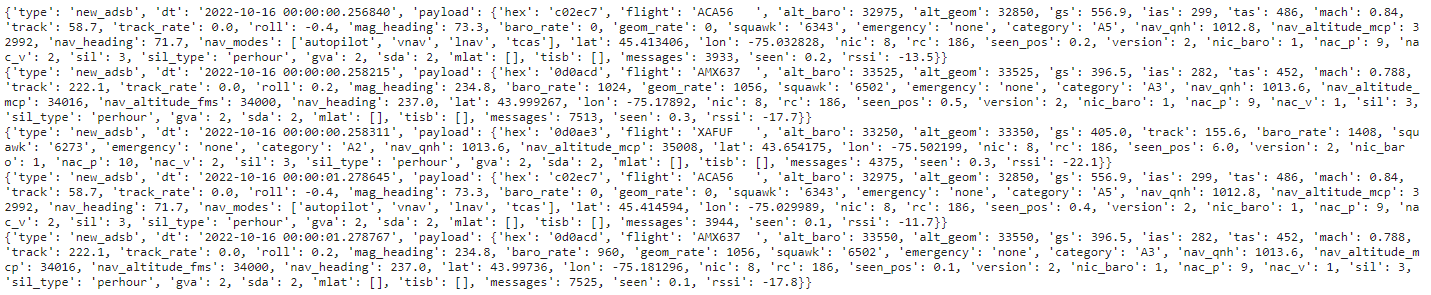 {'type': 'new_adsb', 'dt': '2022-10-16 00:00:00.256840', 'payload': {'hex': 'c02ec7', 'flight': 'ACA56   ', 'alt_baro': 32975, 'alt_geom': 32850, 'gs': 556.9, 'ias': 299, 'tas': 486, 'mach': 0.84,
'track': 58.7, 'track_rate': 0.0, 'roll': -0.4, 'mag_heading': 73.3, 'baro_rate': 0, 'geom_rate': 0, 'squawk': '6343', 'emergency': 'none', 'category': 'A5', 'nav_qnh': 1012.8, 'nav_altitude_mcp': 3
2992, 'nav_heading': 71.7, 'nav_modes': ['autopilot', 'vnav', 'lnav', 'tcas'], 'lat': 45.413406, 'lon': -75.032828, 'nic': 8, 'rc': 186, 'seen_pos': 0.2, 'version': 2, 'nic_baro': 1, 'nac_p': 9, 'nac
_v': 2, 'sil': 3, 'sil_type': 'perhour', 'gva': 2, 'sda': 2, 'mlat': [], 'tisb': [], 'messages': 3933, 'seen': 0.2, 'rssi': -13.5}}
{'type': 'new_adsb', 'dt': '2022-10-16 00:00:00.258215', 'payload': {'hex': '0d0acd', 'flight': 'AMX637  ', 'alt_baro': 33525, 'alt_geom': 33525, 'gs': 396.5, 'ias': 282, 'tas': 452, 'mach': 0.788,
'track': 222.1, 'track_rate': 0.0, 'roll': 0.2, 'mag_heading': 234.8, 'baro_rate': 1024, 'geom_rate': 1056, 'squawk': '6502', 'emergency': 'none', 'category': 'A3', 'nav_qnh': 1013.6, 'nav_altitude_
mcp': 34016, 'nav_altitude_fms': 34000, 'nav_heading': 237.0, 'lat': 43.999267, 'lon': -75.17892, 'nic': 8, 'rc': 186, 'seen_pos': 0.5, 'version': 2, 'nic_baro': 1, 'nac_p': 9, 'nac_v': 1, 'sil': 3,
'sil_type': 'perhour', 'gva': 2, 'sda': 2, 'mlat': [], 'tisb': [], 'messages': 7513, 'seen': 0.3, 'rssi': -17.7}}
{'type': 'new_adsb', 'dt': '2022-10-16 00:00:00.258311', 'payload': {'hex': '0d0ae3', 'flight': 'XAFUF   ', 'alt_baro': 33250, 'alt_geom': 33350, 'gs': 405.0, 'track': 155.6, 'baro_rate': 1408, 'squ
awk': '6273', 'emergency': 'none', 'category': 'A2', 'nav_qnh': 1013.6, 'nav_altitude_mcp': 35008, 'lat': 43.654175, 'lon': -75.502199, 'nic': 8, 'rc': 186, 'seen_pos': 6.0, 'version': 2, 'nic_bar
o': 1, 'nac_p': 10, 'nac_v': 2, 'sil': 3, 'sil_type': 'perhour', 'gva': 2, 'sda': 2, 'mlat': [], 'tisb': [], 'messages': 4375, 'seen': 0.3, 'rssi': -22.1}}
{'type': 'new_adsb', 'dt': '2022-10-16 00:00:01.278645', 'payload': {'hex': 'c02ec7', 'flight': 'ACA56   ', 'alt_baro': 32975, 'alt_geom': 32850, 'gs': 556.9, 'ias': 299, 'tas': 486, 'mach': 0.84,
'track': 58.7, 'track_rate': 0.0, 'roll': -0.4, 'mag_heading': 73.3, 'baro_rate': 0, 'geom_rate': 0, 'squawk': '6343', 'emergency': 'none', 'category': 'A5', 'nav_qnh': 1012.8, 'nav_altitude_mcp': 3
2992, 'nav_heading': 71.7, 'nav_modes': ['autopilot', 'vnav', 'lnav', 'tcas'], 'lat': 45.414594, 'lon': -75.029989, 'nic': 8, 'rc': 186, 'seen_pos': 0.4, 'version': 2, 'nic_baro': 1, 'nac_p': 9, 'na
c_v': 2, 'sil': 3, 'sil_type': 'perhour', 'gva': 2, 'sda': 2, 'mlat': [], 'tisb': [], 'messages': 3944, 'seen': 0.1, 'rssi': -11.7}}
{'type': 'new_adsb', 'dt': '2022-10-16 00:00:01.278767', 'payload': {'hex': '0d0acd', 'flight': 'AMX637  ', 'alt_baro': 33550, 'alt_geom': 33550, 'gs': 396.5, 'ias': 282, 'tas': 452, 'mach': 0.788,
'track': 222.1, 'track_rate': 0.0, 'roll': 0.2, 'mag_heading': 234.8, 'baro_rate': 960, 'geom_rate': 1056, 'squawk': '6502', 'emergency': 'none', 'category': 'A3', 'nav_qnh': 1013.6, 'nav_altitude_m
cp': 34016, 'nav_altitude_fms': 34000, 'nav_heading': 237.0, 'lat': 43.99736, 'lon': -75.181296, 'nic': 8, 'rc': 186, 'seen_pos': 0.1, 'version': 2, 'nic_baro': 1, 'nac_p': 9, 'nac_v': 1, 'sil': 3,
'sil_type': 'perhour', 'gva': 2, 'sda': 2, 'mlat': [], 'tisb': [], 'messages': 7525, 'seen': 0.1, 'rssi': -17.8}}